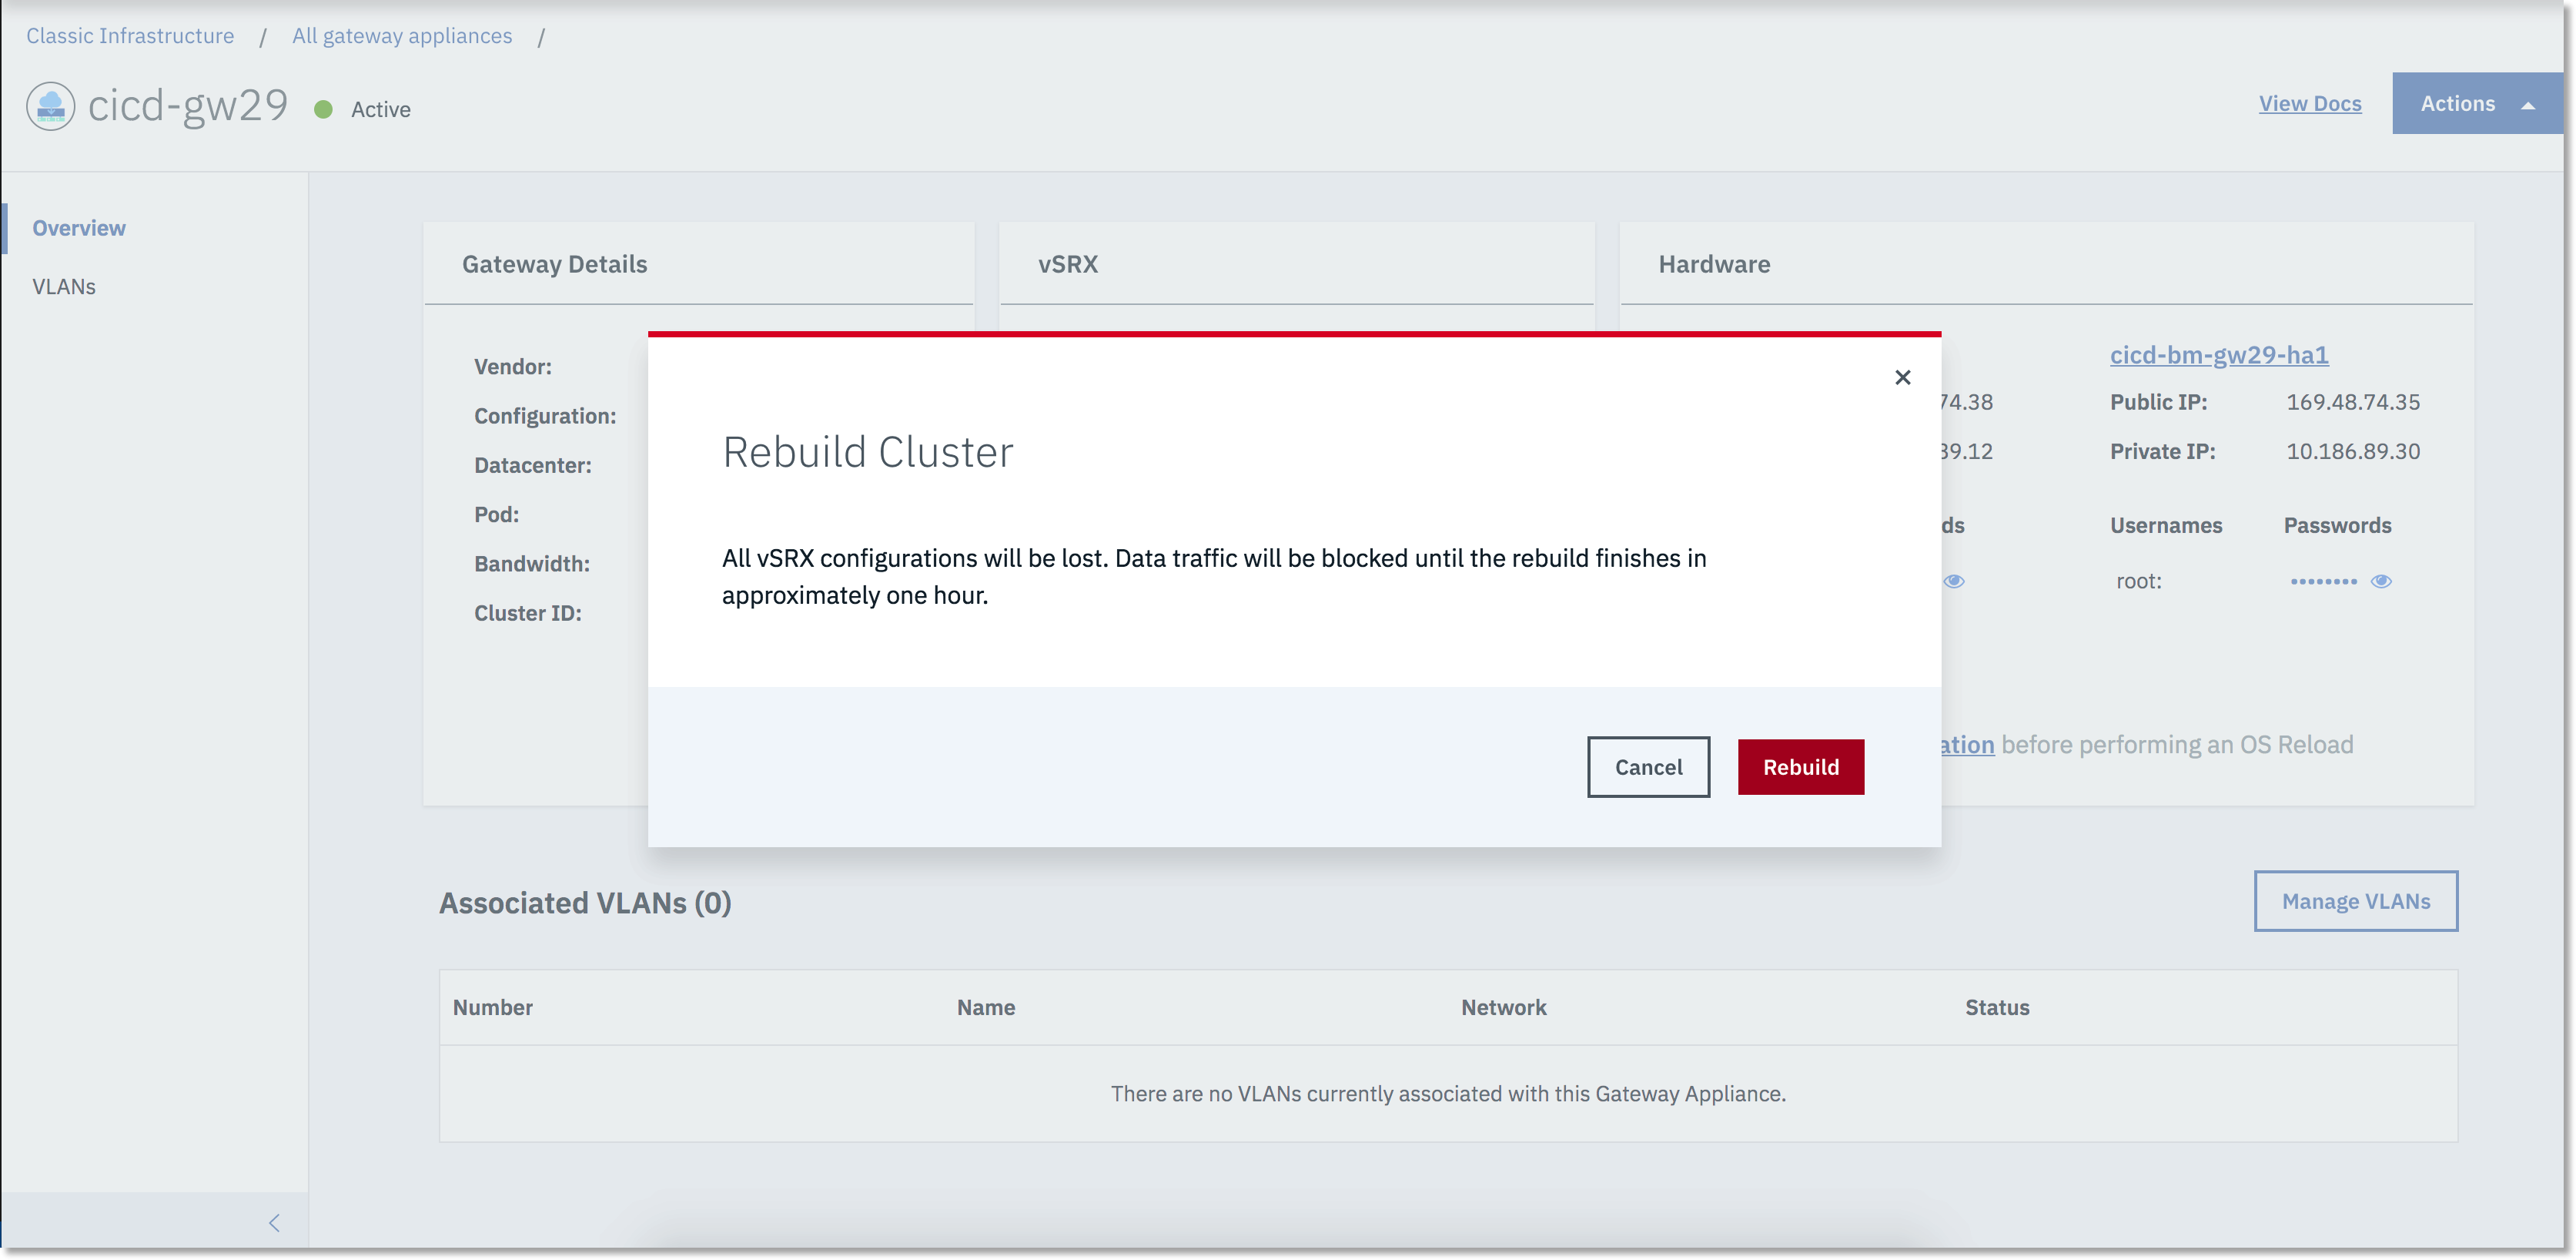 Classic Infrastructure / All gateway appliances /
cicd-gw29 Active
View Docs Actions
Overview
VLANs
Gateway Details
Vendor:
Configuration:
Datacenter:
Pod:
Bandwidth:
Cluster ID:
vSRX
Hardware
74.38
89.12
ds
cicd-bm-gw29-ha1
Public IP: 169.48.74.35
Private IP: 10.186.89.30
Usernames Passwords
root: ••••••••
ation before performing an OS Reload
Rebuild Cluster
All vSRX configurations will be lost. Data traffic will be blocked until the rebuild finishes in
approximately one hour.
Cancel Rebuild
Associated VLANs (0)
Manage VLANs
Number Name Network Status
There are no VLANs currently associated with this Gateway Appliance.